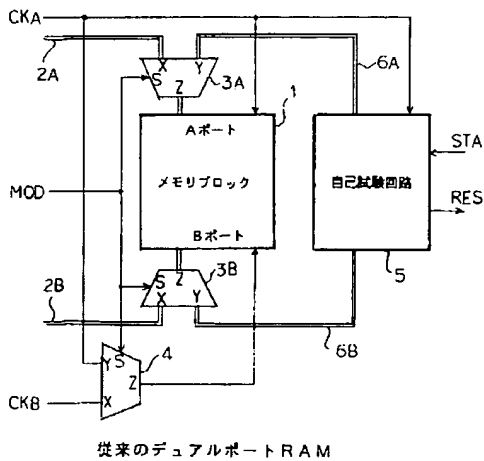 CKA
2A
X
Y
S
Z
3A
6A
1
Aポート
メモリブロック
Bポート
自己試験回路
STA
RES
5
MOD
Z
S
3B
X
Y
2B
6B
Y
S
4
Z
X
CKB
従来のデュアルポートRAM